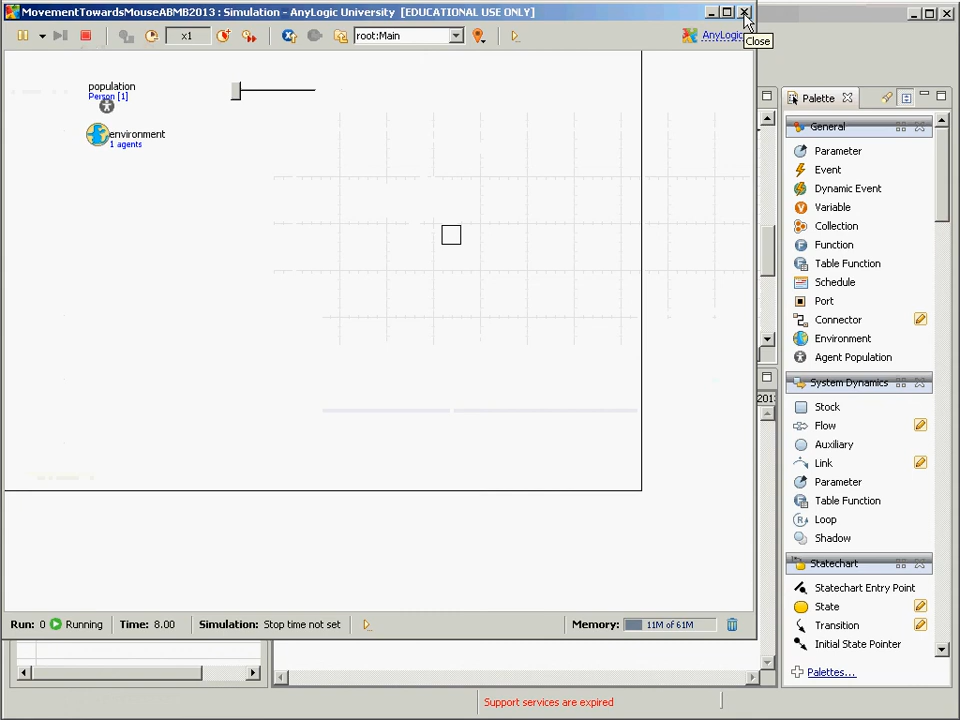 MovementTowardsMouseABMB2013 : Simulation - AnyLogic University [EDUCATIONAL USE ONLY]
x1
root:Main
AnyLogic
Close
population
Person [1]
environment
1 agents
Palette
General
Parameter
Event
Dynamic Event
Variable
Collection
Function
Table Function
Schedule
Port
Connector
Environment
Agent Population
System Dynamics
Stock
Flow
Auxiliary
Link
Parameter
Table Function
Loop
Shadow
Statechart
Statechart Entry Point
State
Transition
Initial State Pointer
Palettes...
201
Run: 0 Running Time: 8.00 Simulation: Stop time not set Memory: 11M of 61M
Support services are expired